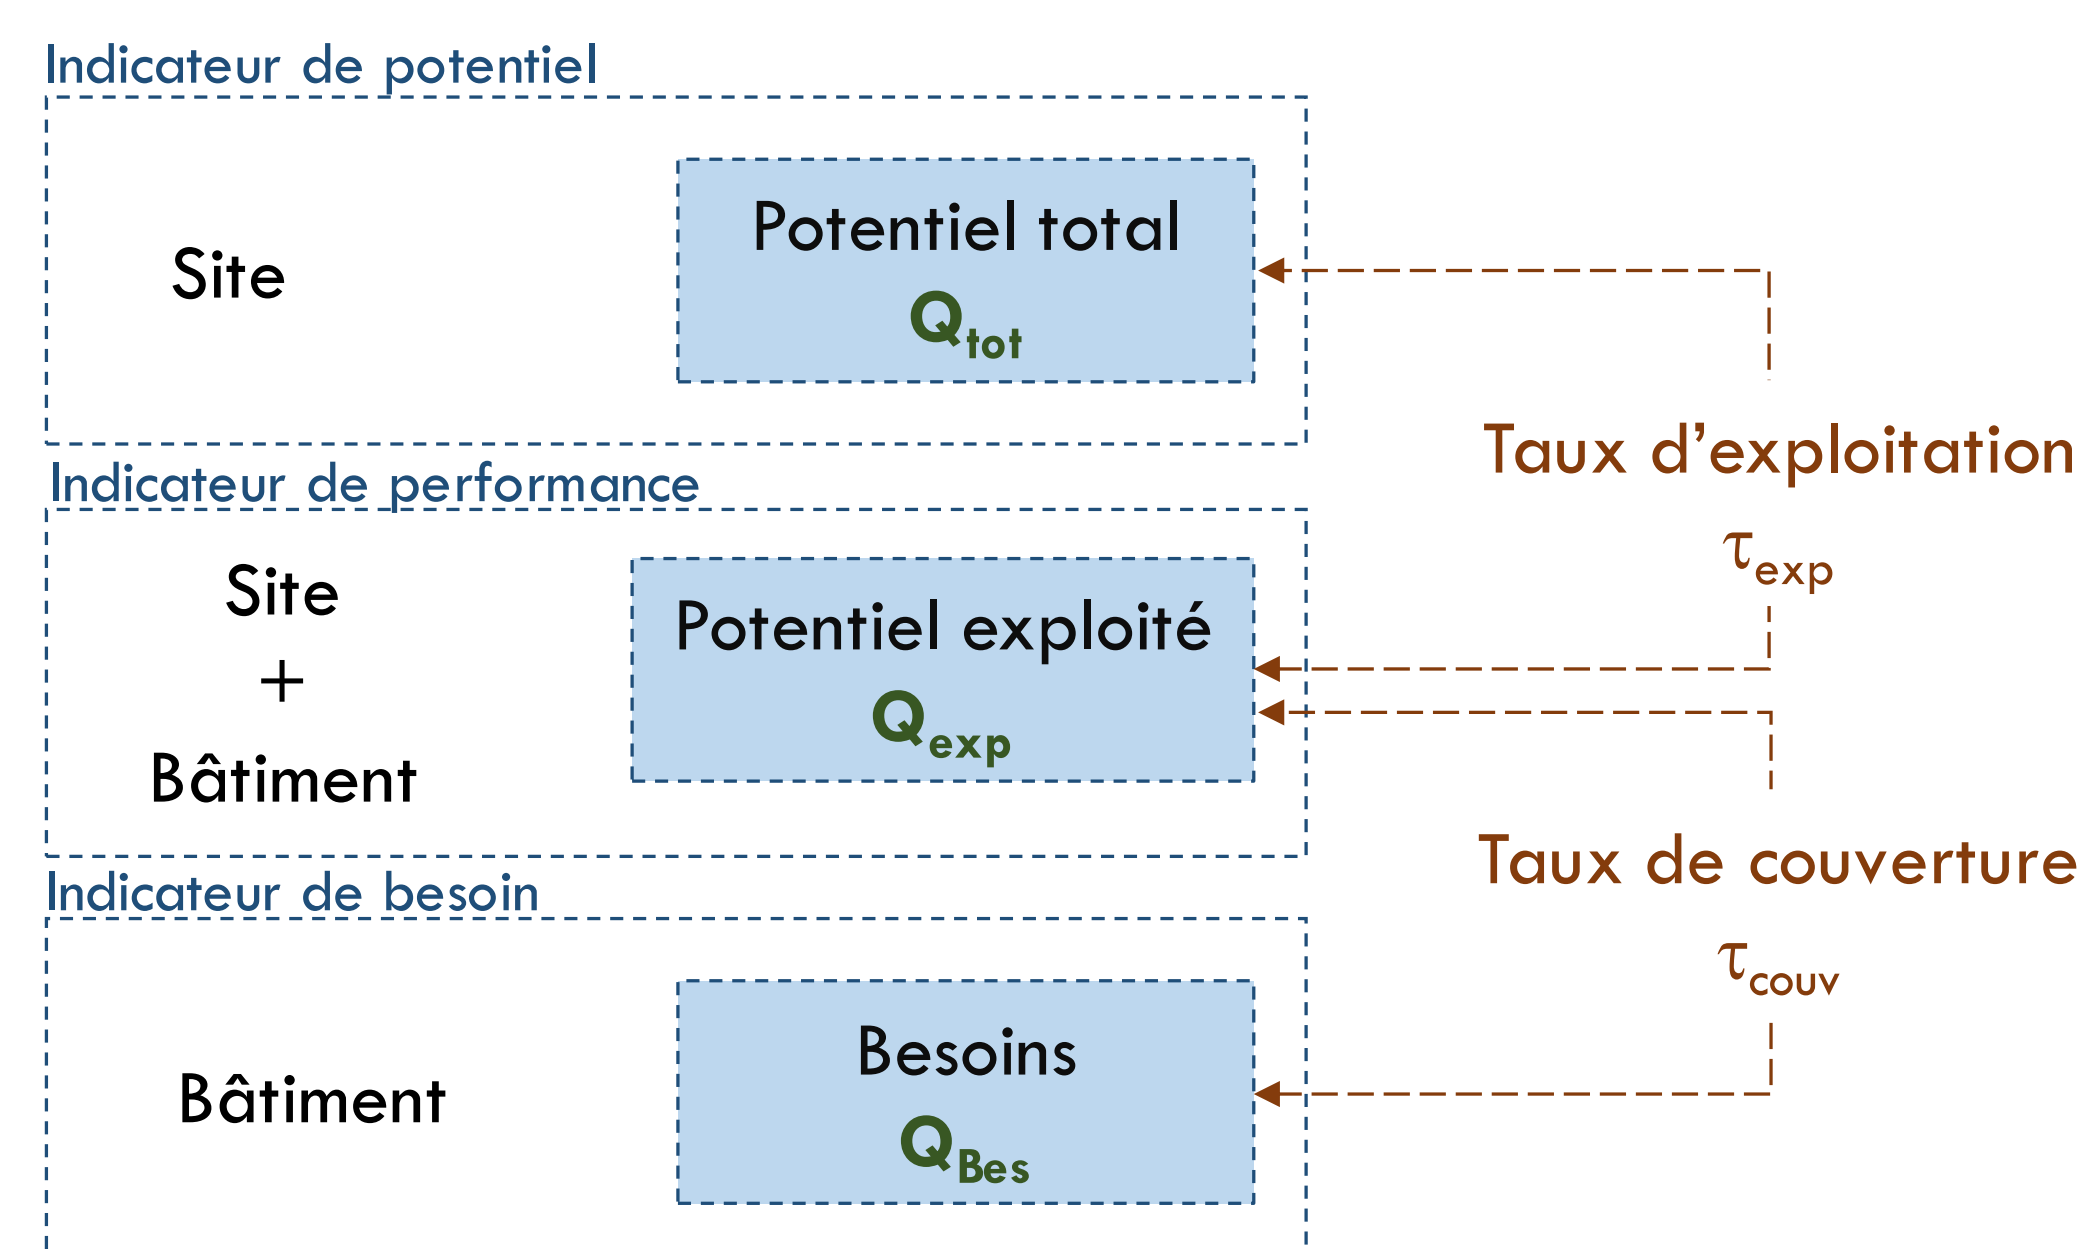 Indicateur de potentiel
Site
Potentiel total
Qtot
Taux d'exploitation
τexp
Indicateur de performance
Site
+
Bâtiment
Potentiel exploité
Qexp
Taux de couverture
τcouv
Indicateur de besoin
Bâtiment
Besoins
QBes